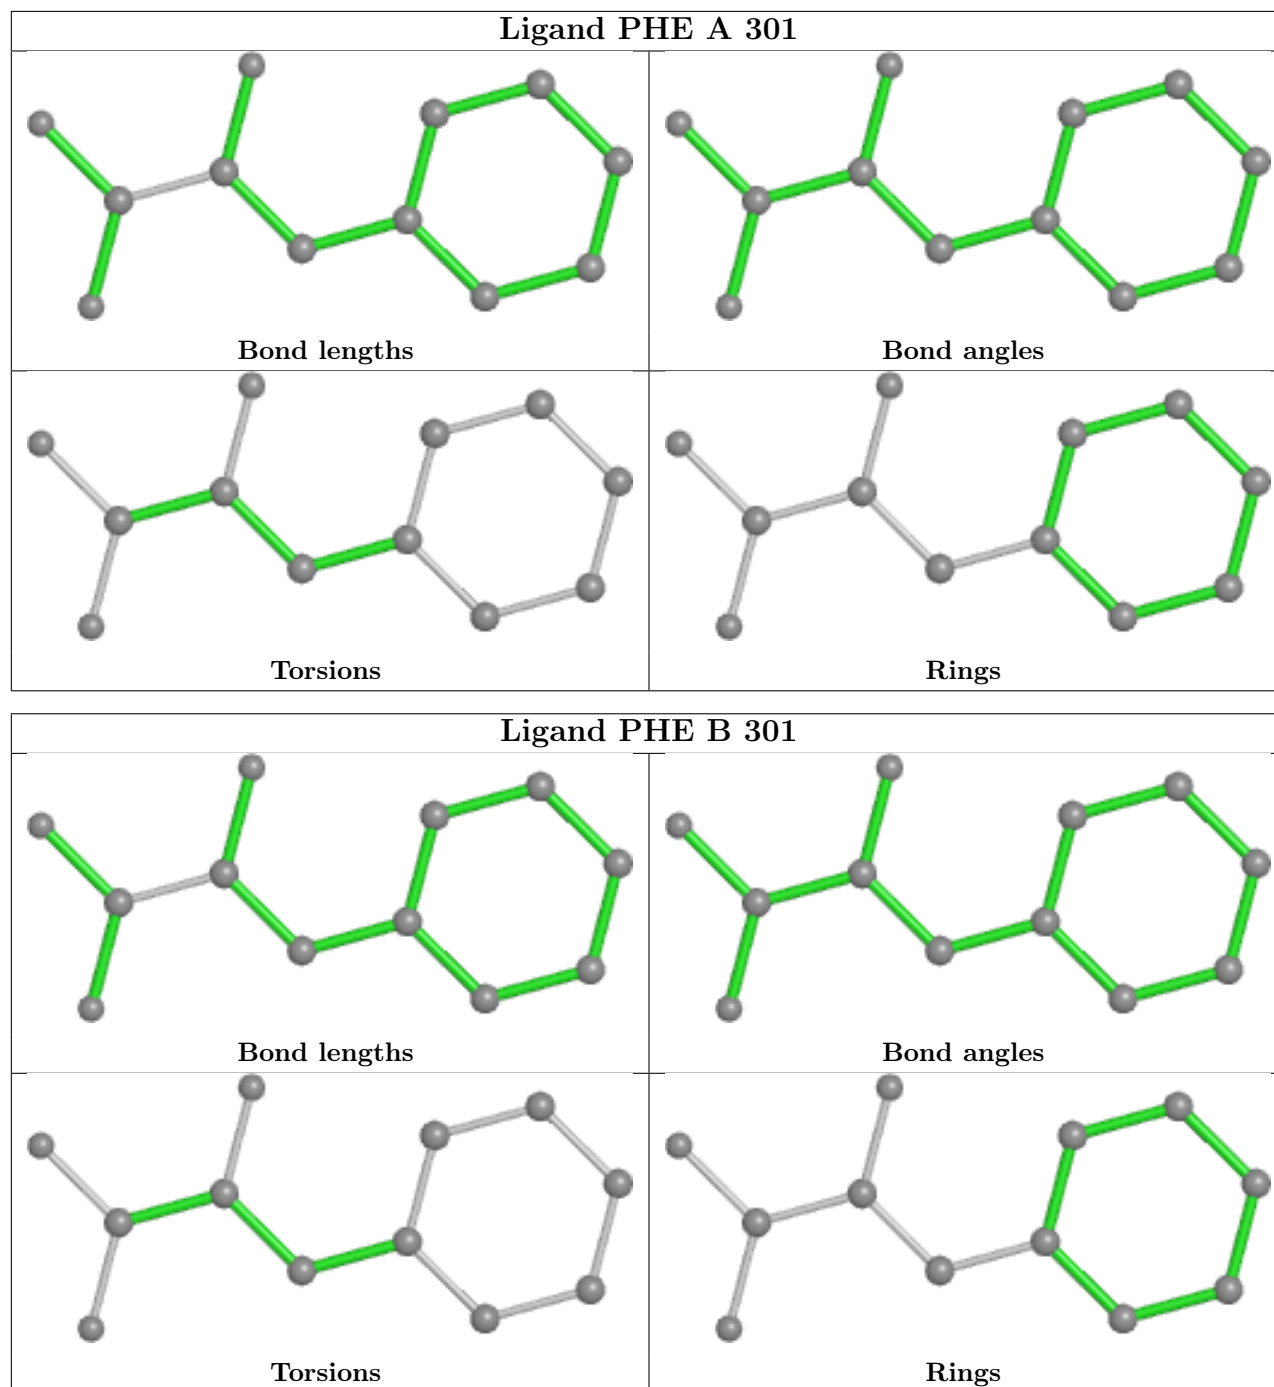 Ligand PHE A 301
Bond lengths
Bond angles
Torsions
Rings
Ligand PHE B 301
Bond lengths
Bond angles
Torsions
Rings